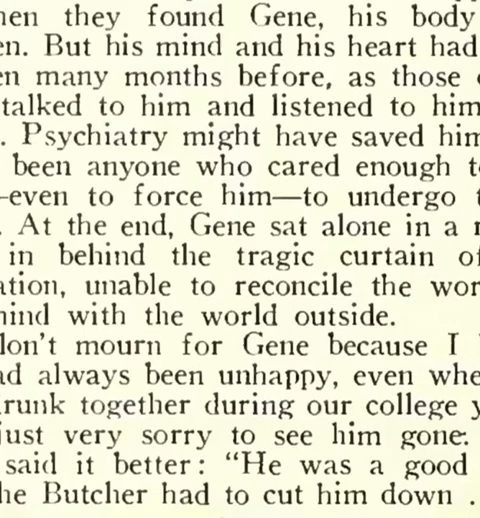 hen they found Gene, his body
en. But his mind and his heart had
en many months before, as those
talked to him and listened to him
. Psychiatry might have saved him
been anyone who cared enough t
-even to force him—to undergo
. At the end, Gene sat alone in a
in behind the tragic curtain of
ation, unable to reconcile the wor
mind with the world outside.
don't mourn for Gene because I
ad always been unhappy, even whe
runk together during our college y
just very sorry to see him gone.
said it better: “He was a good
he Butcher had to cut him down .